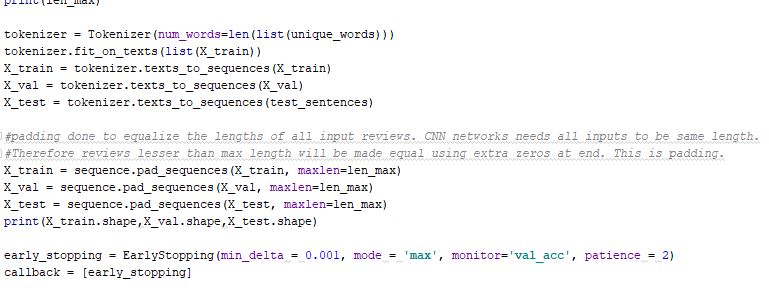 print(len_max)
tokenizer = Tokenizer(num_words=len(list(unique_words)))
tokenizer.fit_on_texts(list(X_train))
X_train = tokenizer.texts_to_sequences(X_train)
X_val = tokenizer.texts_to_sequences(X_val)
X_test = tokenizer.texts_to_sequences(test_sentences)
#padding done to equalize the lengths of all input reviews. CNN networks needs all inputs to be same length.
#Therefore reviews lesser than max length will be made equal using extra zeros at end. This is padding.
X_train = sequence.pad_sequences(X_train, maxlen=len_max)
X_val = sequence.pad_sequences(X_val, maxlen=len_max)
X_test = sequence.pad_sequences(X_test, maxlen=len_max)
print(X_train.shape,X_val.shape,X_test.shape)
early_stopping = EarlyStopping(min_delta = 0.001, mode = 'max', monitor='val_acc', patience = 2)
callback = [early_stopping]